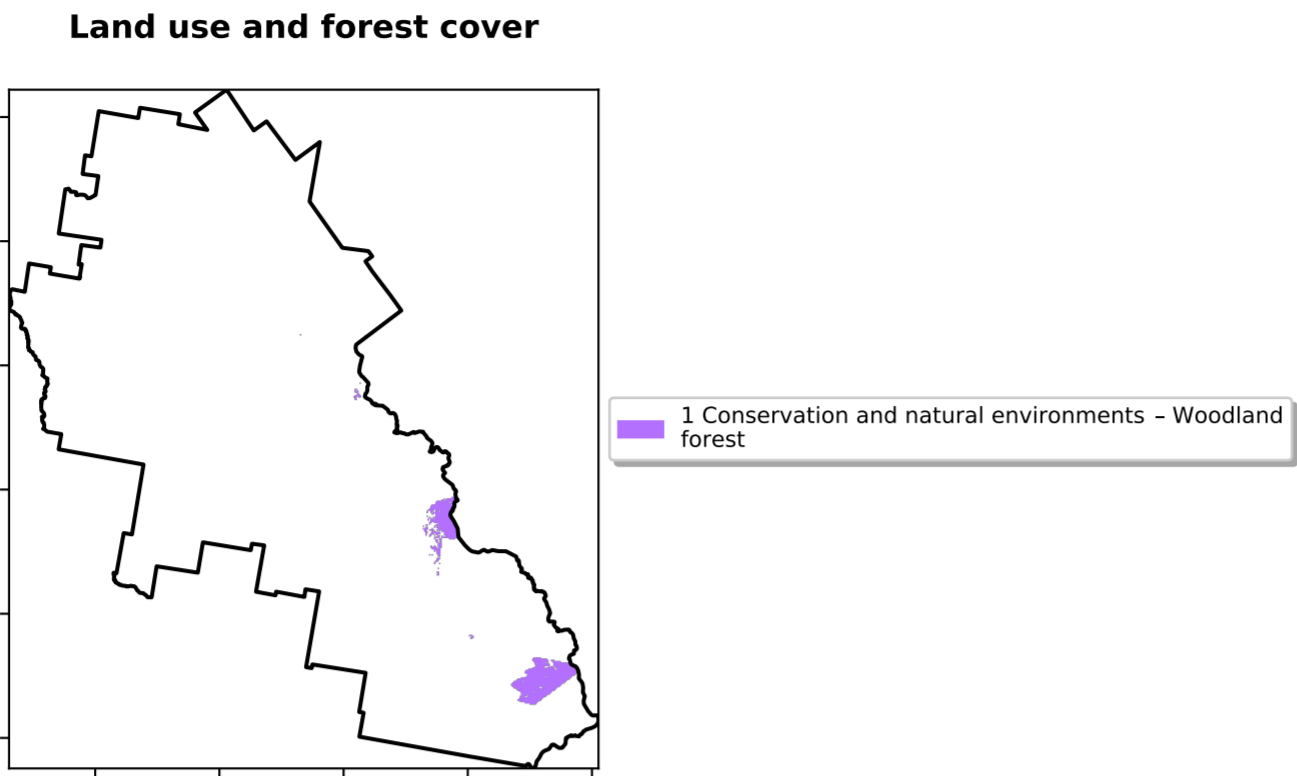 Land use and forest cover
1 Conservation and natural environments – Woodland
forest